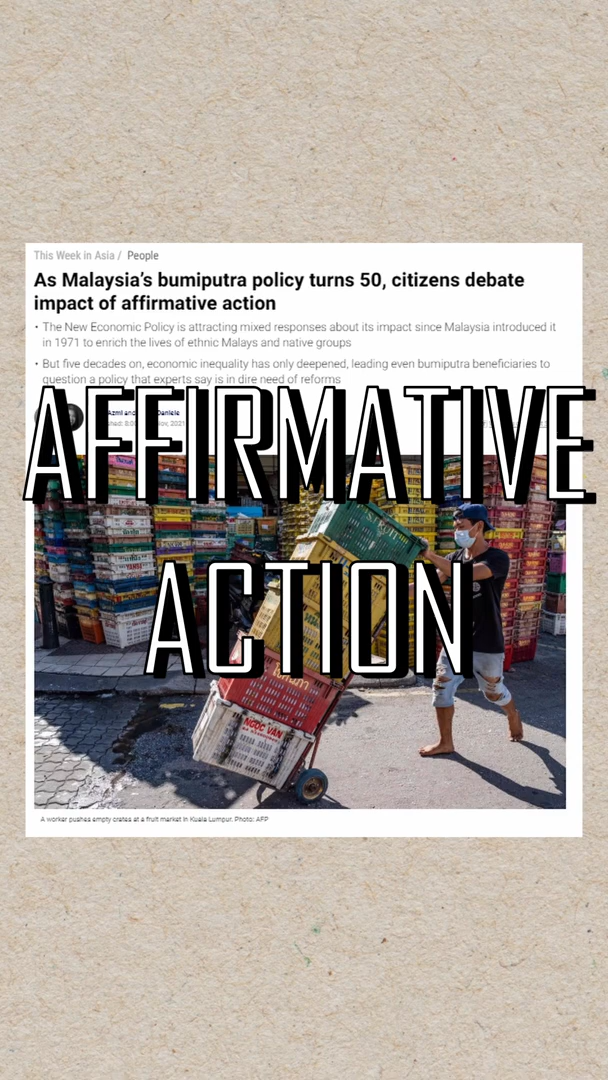 This Week in Asia / People
As Malaysia's bumiputra policy turns 50, citizens debate
impact of affirmative action
• The New Economic Policy is attracting mixed responses about its impact since Malaysia introduced it
in 1971 to enrich the lives of ethnic Malays and native groups
• But five decades on, economic inequality has only deepened, leading even bumiputra beneficiaries to
question a policy that experts say is in dire need of reforms
AFFIRMATIVE
ACTION
NGOC VAN
A worker pushes empty crates at a fruit market in Kuala Lumpur. Photo: AFP